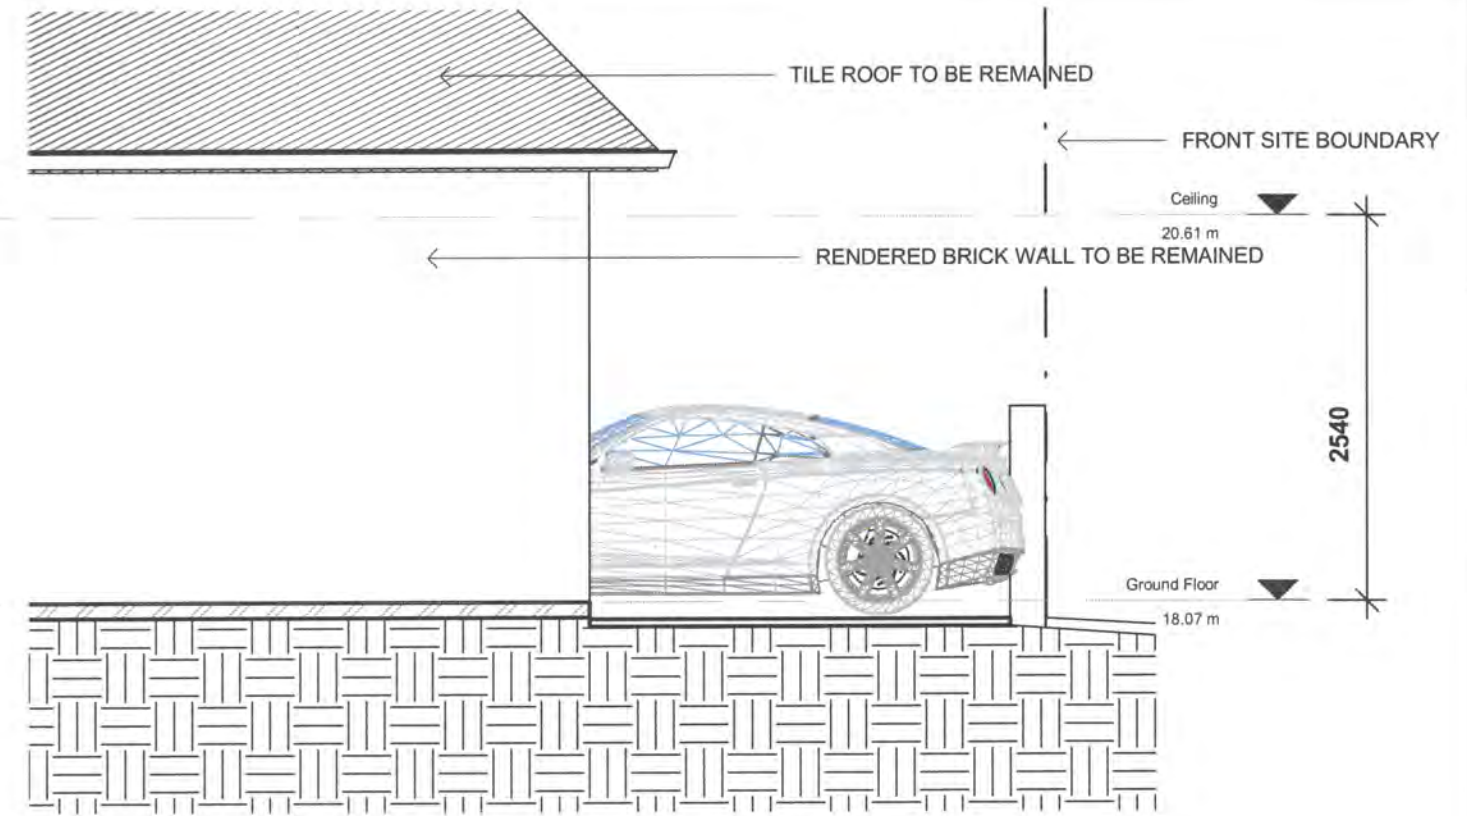 TILE ROOF TO BE REMAINED
FRONT SITE BOUNDARY
Ceiling
20.61 m
RENDERED BRICK WALL TO BE REMAINED
2540
Ground Floor
18.07 m